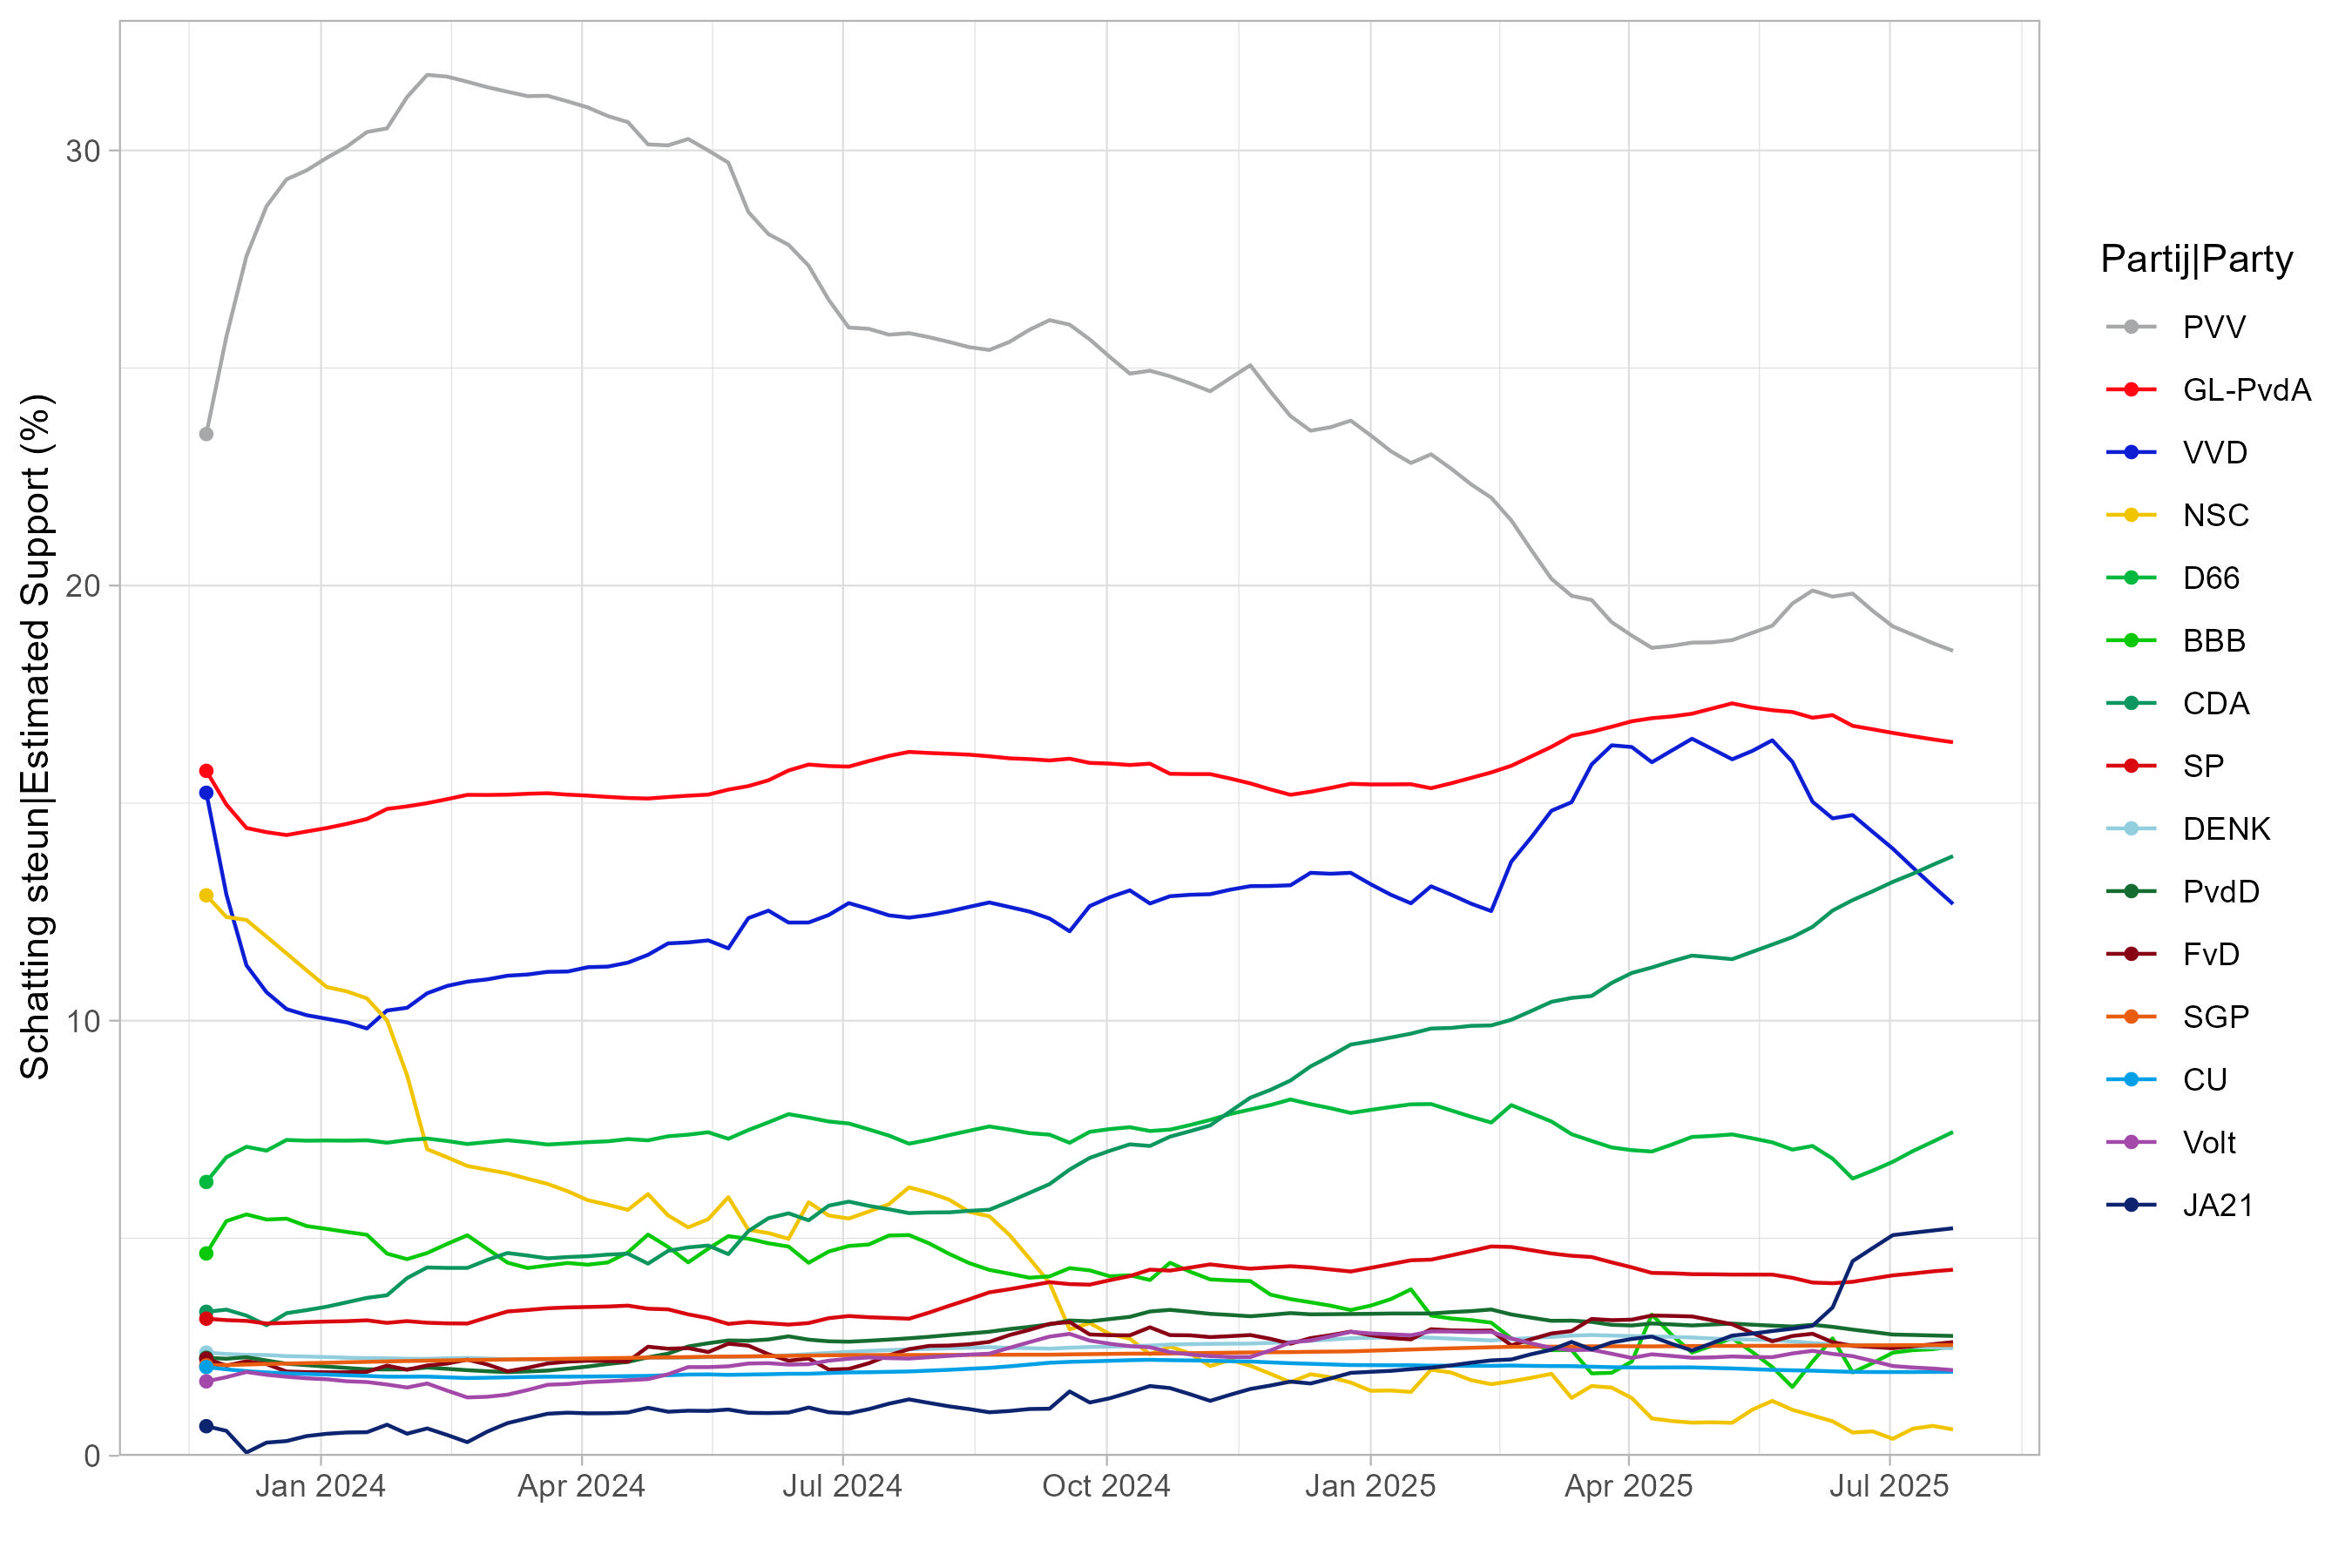 Schatting steun|Estimated Support (%)
30
20
10
0
Jan 2024
Apr 2024
Jul 2024
Oct 2024
Jan 2025
Apr 2025
Jul 2025
Partij|Party
PVV
GL-PvdA
VVD
NSC
D66
BBB
CDA
SP
DENK
PvdD
FvD
SGP
CU
Volt
JA21